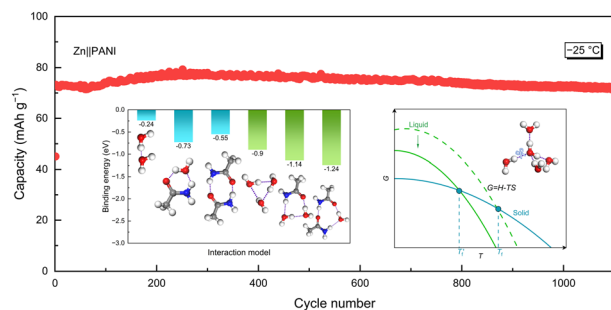 Zn||PANI
−25 °C
Capacity (mAh g⁻¹)
100
80
60
40
20
0
0
200
400
600
800
1000
Cycle number
Binding energy (eV)
0.0
−0.5
−1.0
−1.5
−2.0
−2.5
−3.0
-0.24
-0.73
-0.55
-0.9
-1.14
-1.24
Interaction model
Liquid
G=H-TS
Solid
G
T